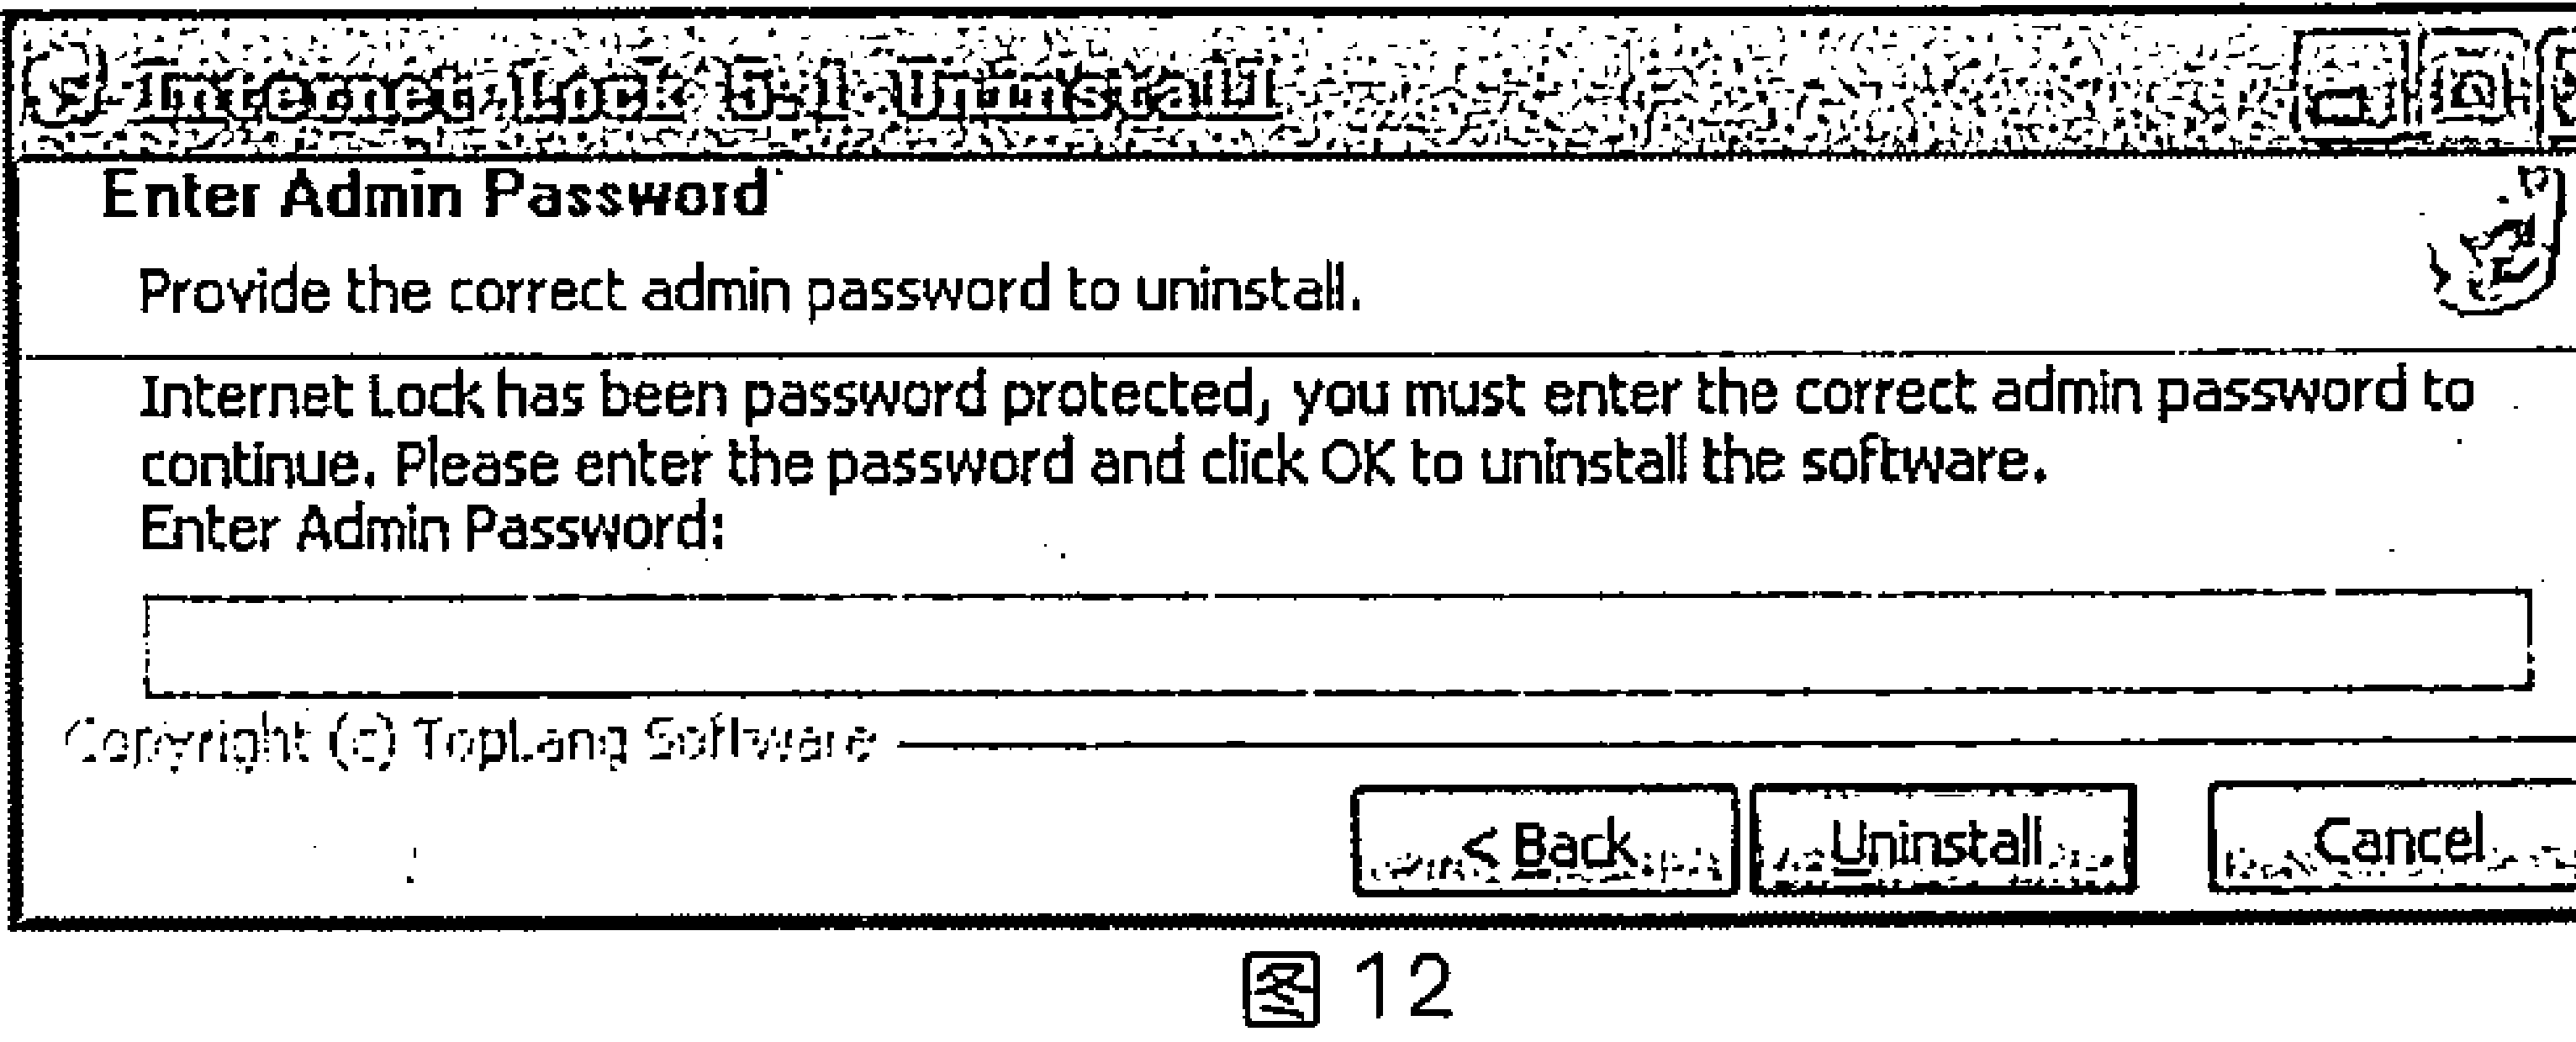 Internet Lock 5.1 Uninstall
Enter Admin Password
Provide the correct admin password to uninstall.
Internet Lock has been password protected, you must enter the correct admin password to
continue. Please enter the password and click OK to uninstall the software.
Enter Admin Password:
Copyright (c) TopLang Software
< Back Uninstall Cancel
图 12